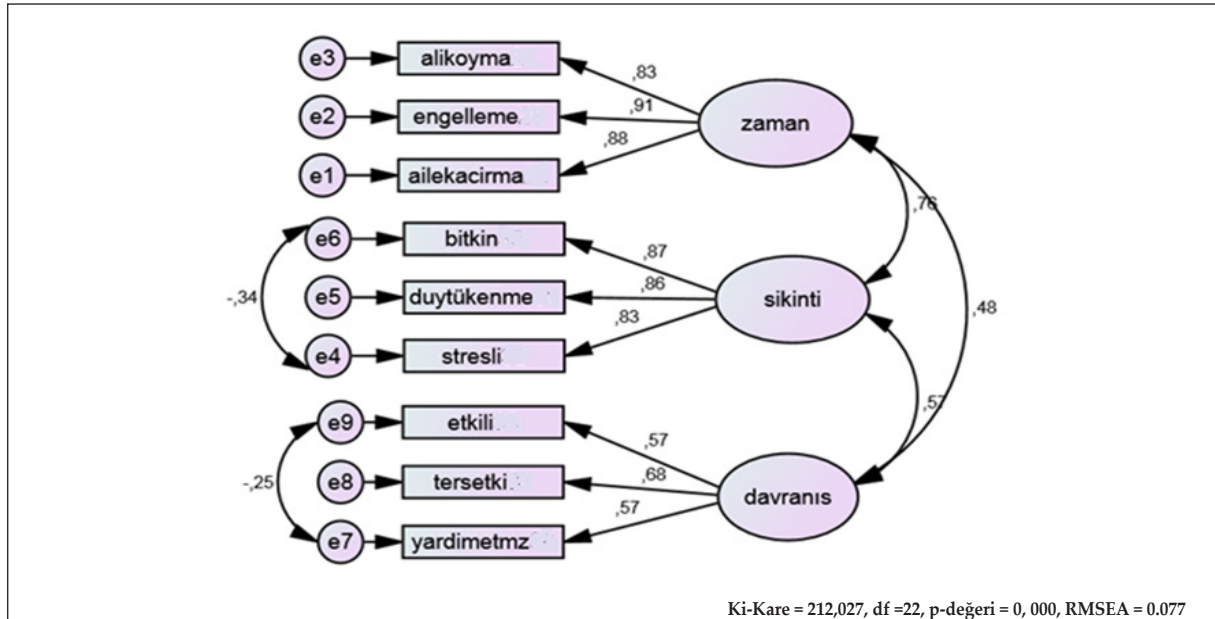 e3 alikoyma
,83
e2 engelleme
,91
zaman
,88
e1 ailekacirma
,76
e6 bitkin
,87
-,34
e5 duytükenme
,86
sikinti
,48
,83
e4 stresli
,57
e9 etkili
,57
-,25
e8 tersetki
,68
davranıs
,57
e7 yardimetmz
Ki-Kare = 212,027, df =22, p-değeri = 0, 000, RMSEA = 0.077